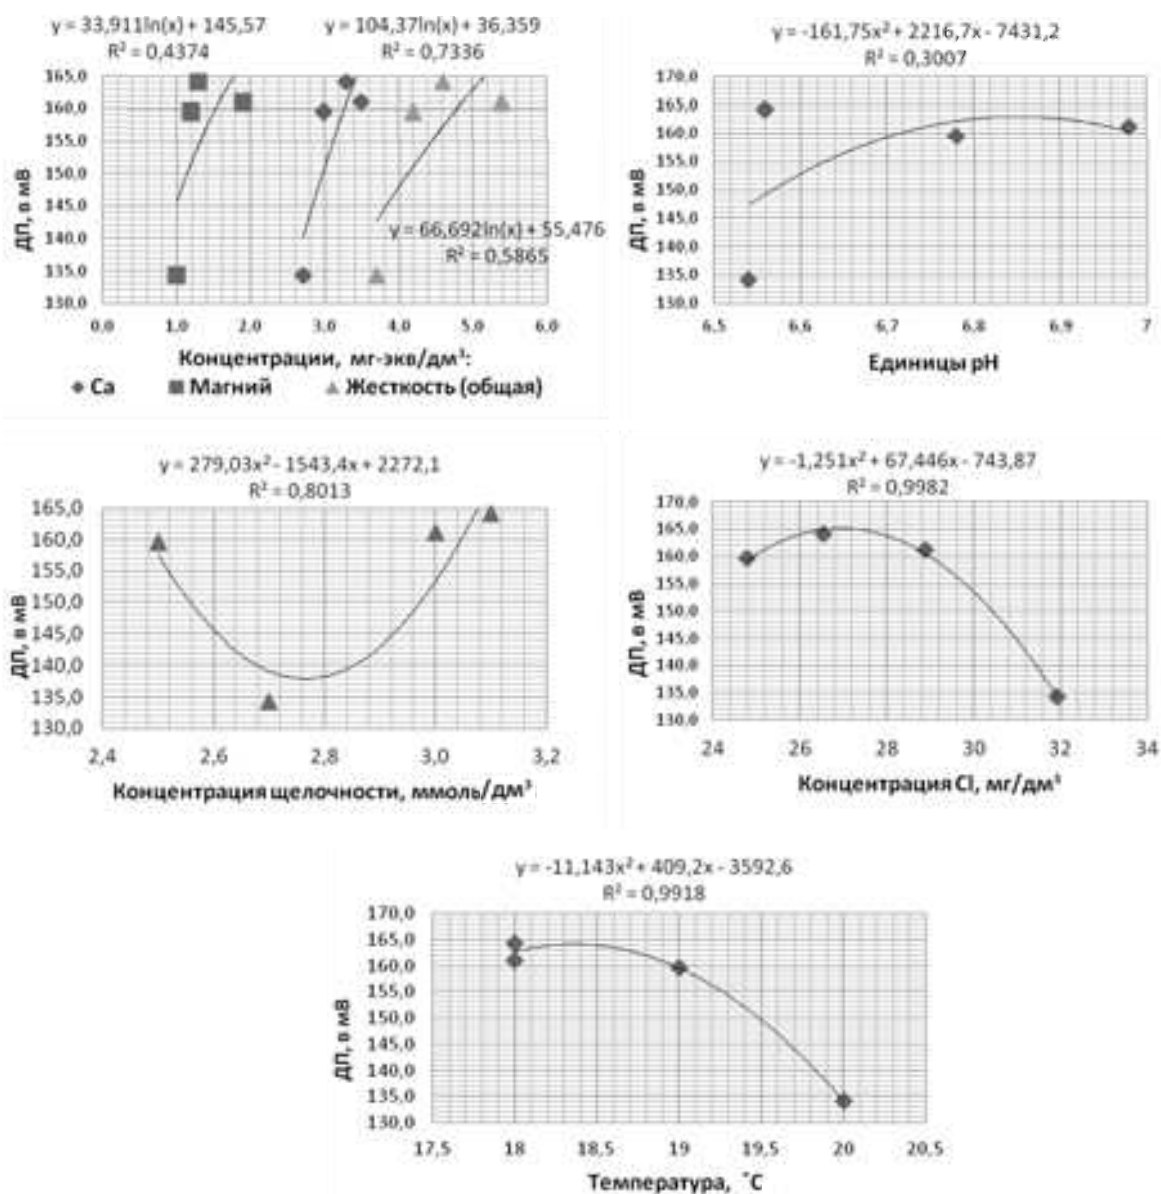 y = 33,911ln(x) + 145,57
R² = 0,4374
y = 104,37ln(x) + 36,359
R² = 0,7336
165,0
160,0
155,0
150,0
145,0
140,0
135,0
130,0
ДП, в мВ
y = 66,692ln(x) + 55,476
R² = 0,5865
0,0 1,0 2,0 3,0 4,0 5,0 6,0
Концентрации, мг-экв/дм³:
Ca Магний Жесткость (общая)
y = -161,75x² + 2216,7x - 7431,2
R² = 0,3007
170,0
165,0
160,0
155,0
150,0
145,0
140,0
135,0
130,0
ДП, в мВ
6,5 6,6 6,7 6,8 6,9 7
Единицы pH
y = 279,03x² - 1543,4x + 2272,1
R² = 0,8013
165,0
160,0
155,0
150,0
145,0
140,0
135,0
130,0
ДП, в мВ
2,4 2,6 2,8 3,0 3,2
Концентрация щелочности, ммоль/дм³
y = -1,251x² + 67,446x - 743,87
R² = 0,9982
170,0
165,0
160,0
155,0
150,0
145,0
140,0
135,0
130,0
ДП, в мВ
24 26 28 30 32 34
Концентрация Cl, мг/дм³
y = -11,143x² + 409,2x - 3592,6
R² = 0,9918
170,0
165,0
160,0
155,0
150,0
145,0
140,0
135,0
130,0
ДП, в мВ
17,5 18 18,5 19 19,5 20 20,5
Температура, ˚C